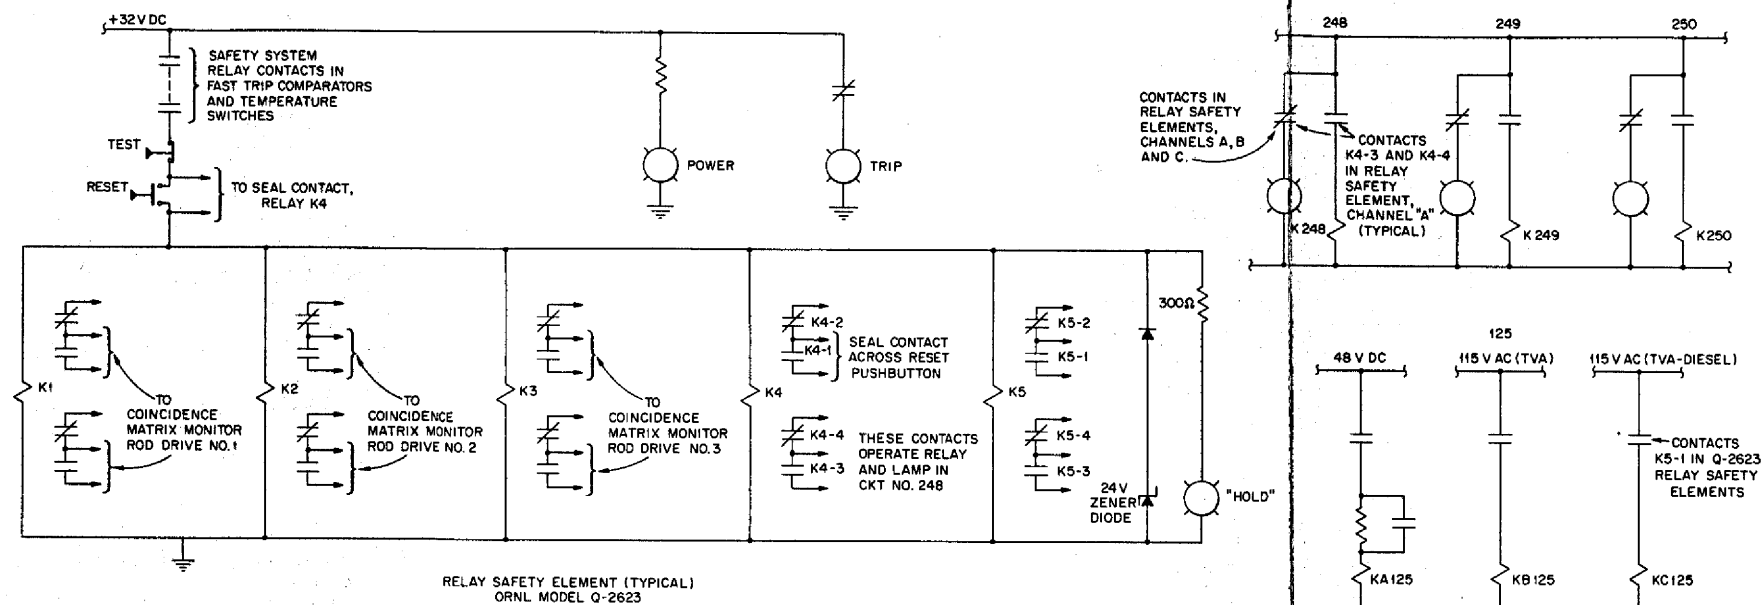 +32V DC
SAFETY SYSTEM
RELAY CONTACTS IN
FAST TRIP COMPARATORS
AND TEMPERATURE
SWITCHES
TEST
RESET
TO SEAL CONTACT,
RELAY K4
POWER
TRIP
K1
TO
COINCIDENCE
MATRIX MONITOR
ROD DRIVE NO. 1
K2
TO
COINCIDENCE
MATRIX MONITOR
ROD DRIVE NO. 2
K3
TO
COINCIDENCE
MATRIX MONITOR
ROD DRIVE NO. 3
K4
K4-2
K4-1
SEAL CONTACT
ACROSS RESET
PUSHBUTTON
K4-4
K4-3
THESE CONTACTS
OPERATE RELAY
AND LAMP IN
CKT NO. 248
K5
K5-2
K5-1
K5-4
K5-3
24V
ZENER
DIODE
300Ω
"HOLD"
RELAY SAFETY ELEMENT (TYPICAL)
ORNL MODEL Q-2623
248
249
250
CONTACTS IN
RELAY SAFETY
ELEMENTS,
CHANNELS A, B
AND C.
CONTACTS
K4-3 AND K4-4
IN RELAY
SAFETY
ELEMENT,
CHANNEL "A"
(TYPICAL)
K248
K249
K250
125
48 V DC
115 V AC (TVA)
115 V AC (TVA-DIESEL)
CONTACTS
K5-1 IN Q-2623
RELAY SAFETY
ELEMENTS
KA125
KB125
KC125